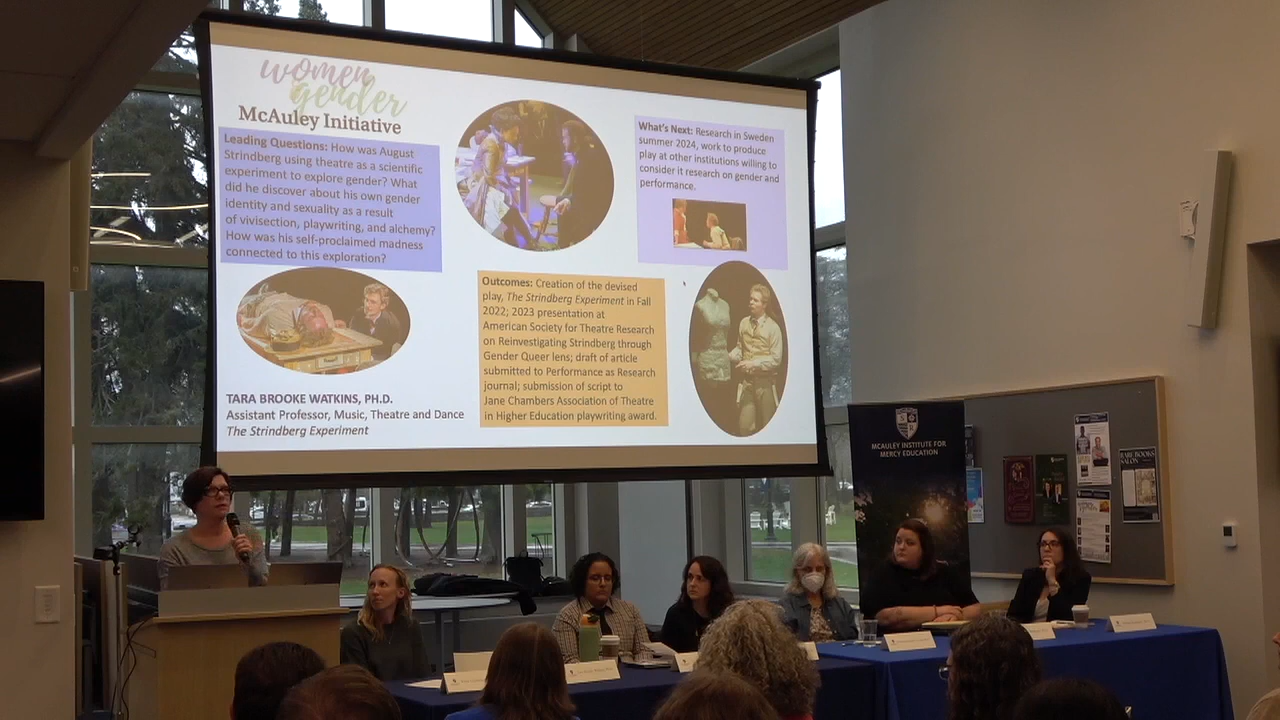 women
gender
McAuley Initiative
Leading Questions: How was August
Strindberg using theatre as a scientific
experiment to explore gender? What
did he discover about his own gender
identity and sexuality as a result
of vivisection, playwriting, and alchemy?
How was his self-proclaimed madness
connected to this exploration?
What's Next: Research in Sweden
summer 2024, work to produce
play at other institutions willing to
consider it research on gender and
performance.
Outcomes: Creation of the devised
play, The Strindberg Experiment in Fall
2022; 2023 presentation at
American Society for Theatre Research
on Reinvestigating Strindberg through
Gender Queer lens; draft of article
submitted to Performance as Research
journal; submission of script to
Jane Chambers Association of Theatre
in Higher Education playwriting award.
TARA BROOKE WATKINS, PH.D.
Assistant Professor, Music, Theatre and Dance
The Strindberg Experiment
MCAULEY INSTITUTE FOR
MERCY EDUCATION
RARE BOOKS
SALON